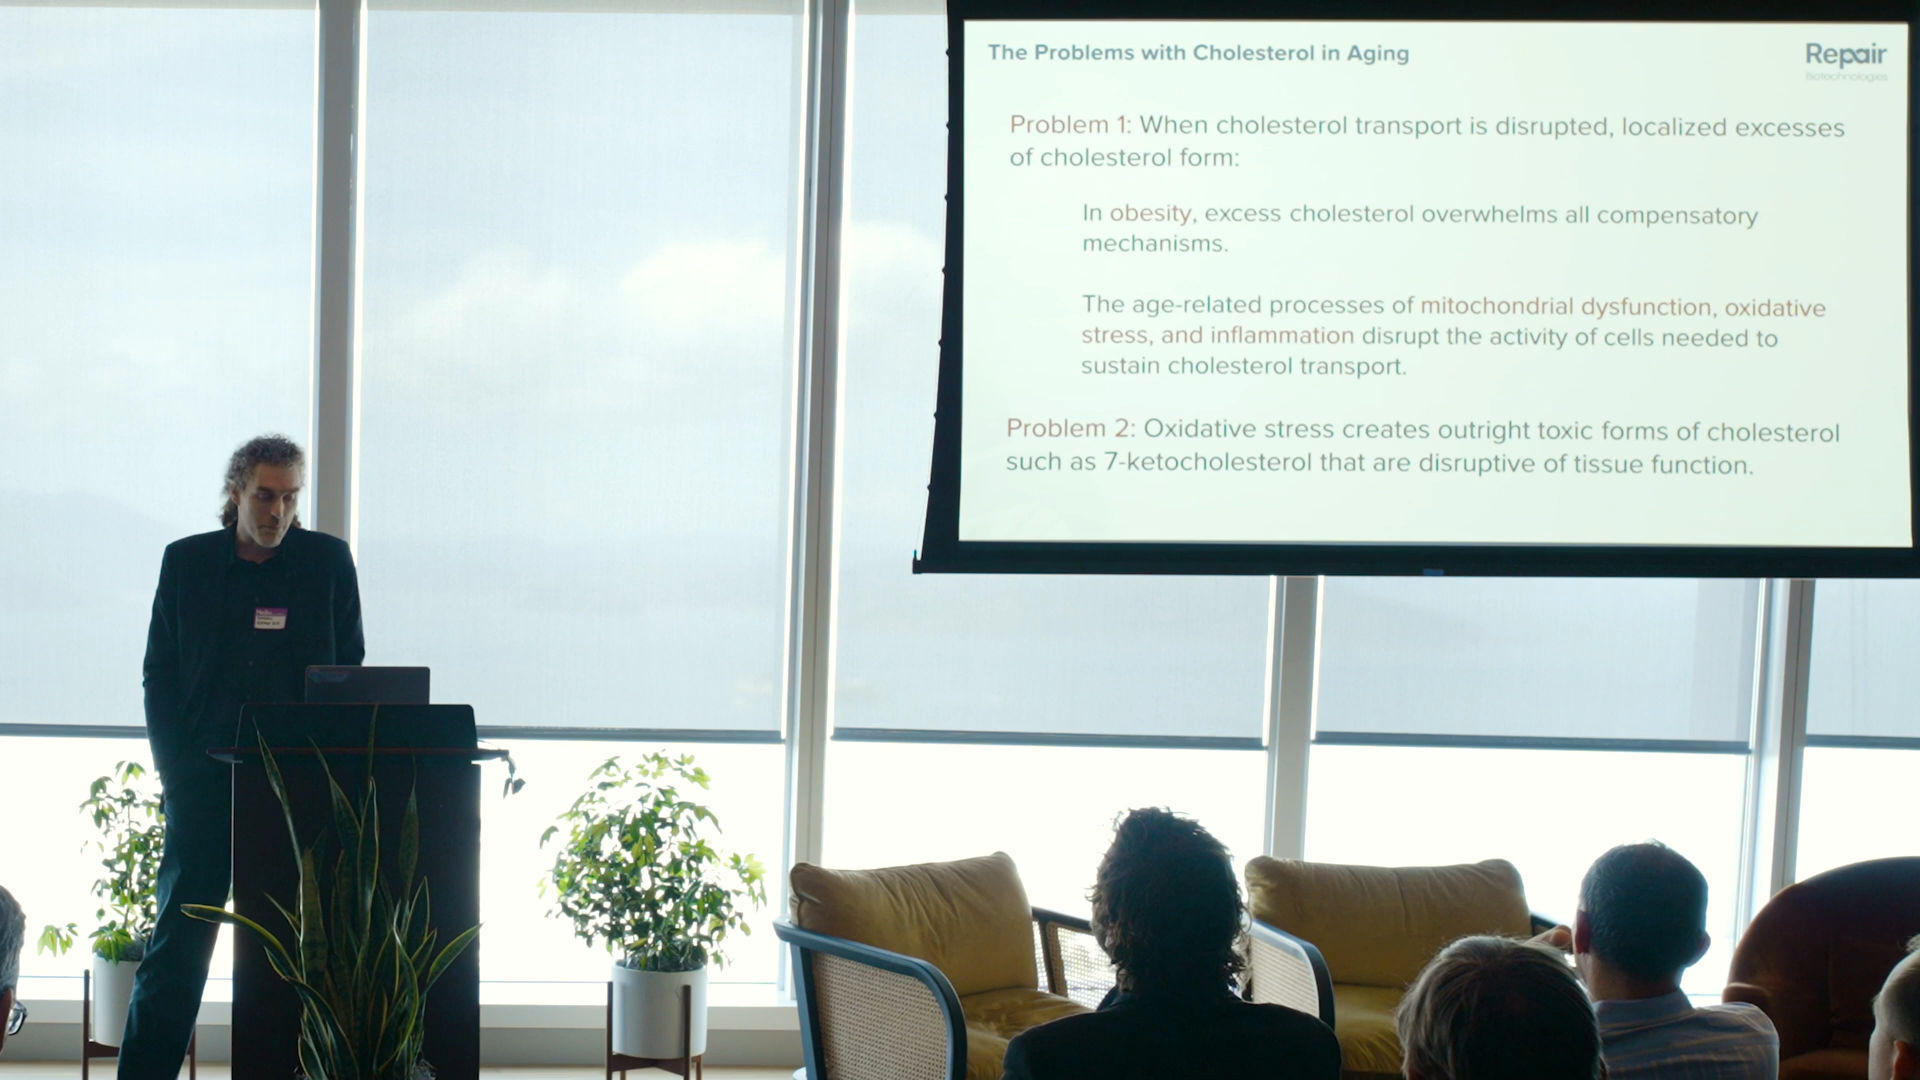 The Problems with Cholesterol in Aging
Repair
Biotechnologies
Problem 1: When cholesterol transport is disrupted, localized excesses
of cholesterol form:
In obesity, excess cholesterol overwhelms all compensatory
mechanisms.
The age-related processes of mitochondrial dysfunction, oxidative
stress, and inflammation disrupt the activity of cells needed to
sustain cholesterol transport.
Problem 2: Oxidative stress creates outright toxic forms of cholesterol
such as 7-ketocholesterol that are disruptive of tissue function.